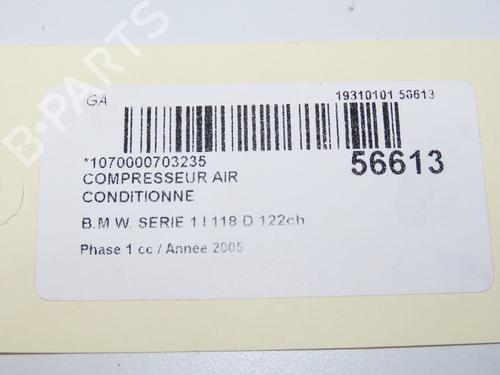 GA 19310101 56613
*1070000703235 56613
COMPRESSEUR AIR
CONDITIONNE
B.M.W. SERIE 1 I 118 D 122ch
Phase 1 cc / Année 2005
B-PARTS